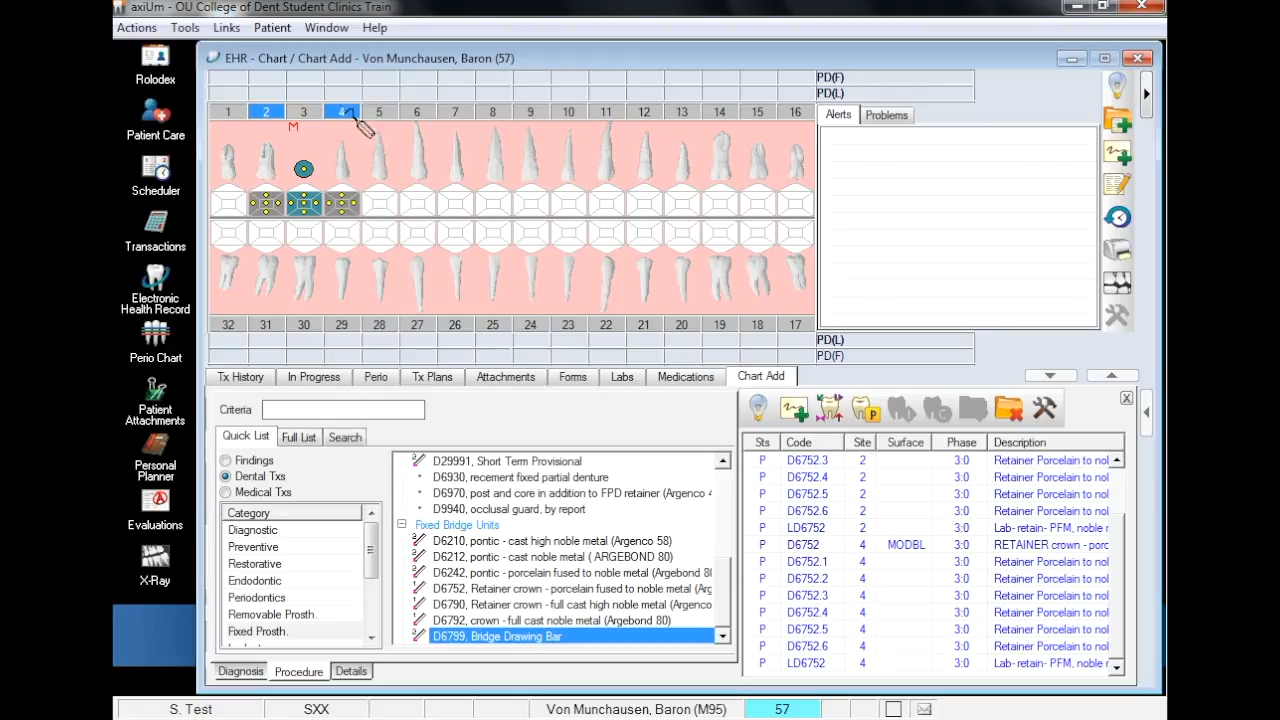 axiUm - OU College of Dent Student Clinics Train
Actions Tools Links Patient Window Help
Rolodex
Patient Care
Scheduler
Transactions
Electronic
Health Record
Perio Chart
Patient
Attachments
Personal
Planner
Evaluations
X-Ray
EHR - Chart / Chart Add - Von Munchausen, Baron (57)
PD(F)
PD(L)
1 2 3 4 5 6 7 8 9 10 11 12 13 14 15 16
M
32 31 30 29 28 27 26 25 24 23 22 21 20 19 18 17
PD(L)
PD(F)
Alerts Problems
Tx History In Progress Perio Tx Plans Attachments Forms Labs Medications Chart Add
Criteria
Quick List Full List Search
Findings
Dental Txs
Medical Txs
Category
Diagnostic
Preventive
Restorative
Endodontic
Periodontics
Removable Prosth.
Fixed Prosth.
D29991, Short Term Provisional
D6930, recement fixed partial denture
D6970, post and core in addition to FPD retainer (Argenco 4
D9940, occlusal guard, by report
Fixed Bridge Units
D6210, pontic - cast high noble metal (Argenco 58)
D6212, pontic - cast noble metal ( ARGEBOND 80)
D6242, pontic - porcelain fused to noble metal (Argebond 80
D6752, Retainer crown - porcelain fused to noble metal (Arg
D6790, Retainer crown - full cast high noble metal (Argenco
D6792, crown - full cast noble metal (Argebond 80)
D6799, Bridge Drawing Bar
Diagnosis Procedure Details
X
P
Sts Code Site Surface Phase Description
P D6752.3 2 3:0 Retainer Porcelain to nol
P D6752.4 2 3:0 Retainer Porcelain to nol
P D6752.5 2 3:0 Retainer Porcelain to nol
P D6752.6 2 3:0 Retainer Porcelain to nol
P LD6752 2 3:0 Lab- retain- PFM, noble r
P D6752 4 MODBL 3:0 RETAINER crown - porc
P D6752.1 4 3:0 Retainer Porcelain to nol
P D6752.2 4 3:0 Retainer Porcelain to nol
P D6752.3 4 3:0 Retainer Porcelain to nol
P D6752.4 4 3:0 Retainer Porcelain to nol
P D6752.5 4 3:0 Retainer Porcelain to nol
P D6752.6 4 3:0 Retainer Porcelain to nol
P LD6752 4 3:0 Lab- retain- PFM, noble r
S. Test SXX Von Munchausen, Baron (M95) 57